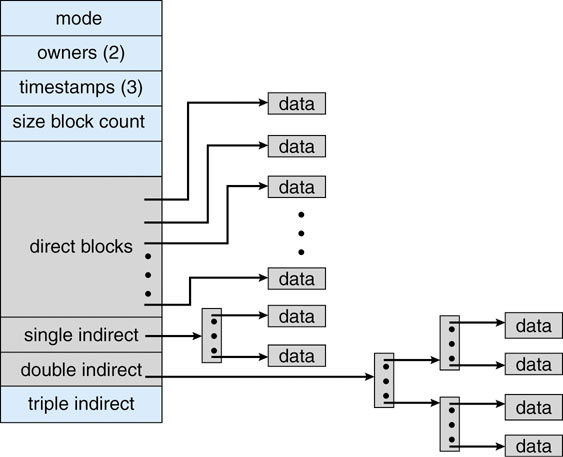 mode
owners (2)
timestamps (3)
size block count
data
data
data
direct blocks
data
single indirect
data
data
double indirect
triple indirect
data
data
data
data